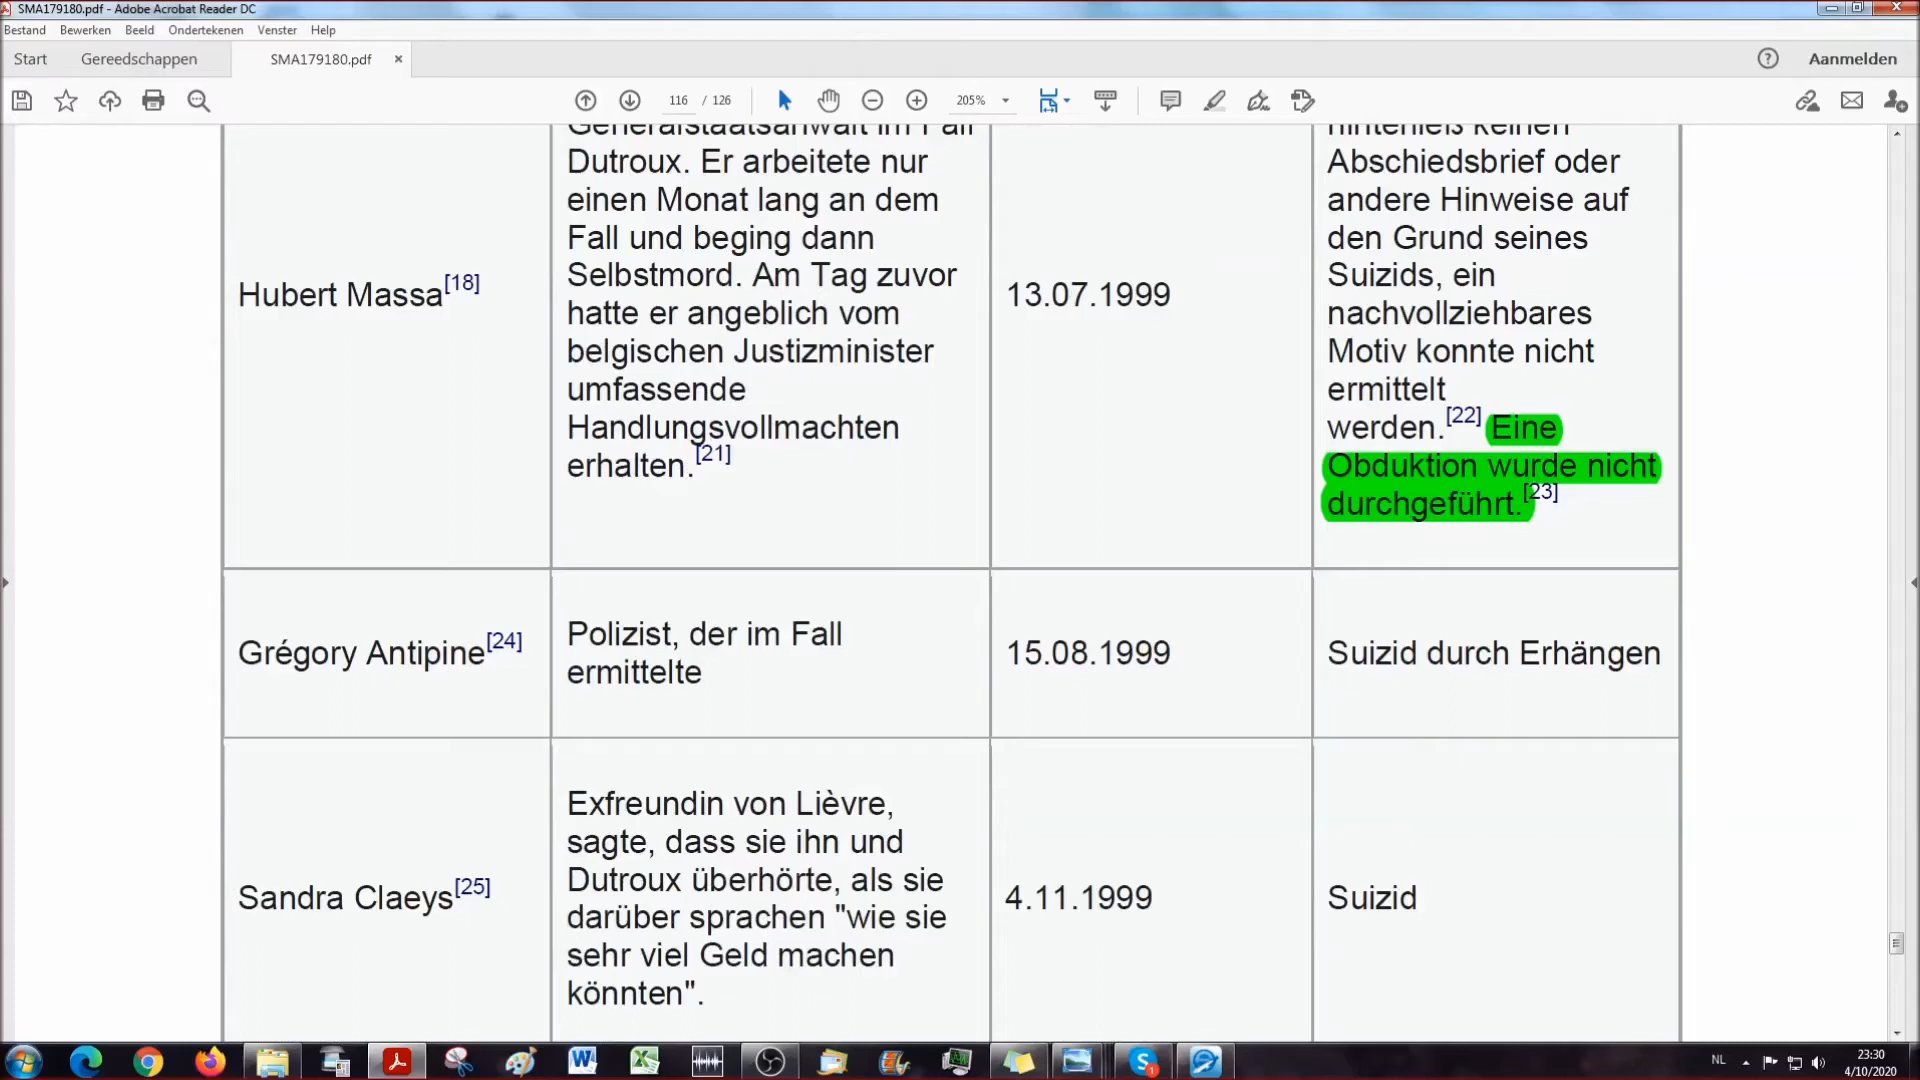 SMA179180.pdf - Adobe Acrobat Reader DC
Bestand Bewerken Beeld Ondertekenen Venster Help
Start Gereedschappen SMA179180.pdf × Aanmelden
116 / 126 205%
Generalstaatsanwalt im Fall
Dutroux. Er arbeitete nur
einen Monat lang an dem
Fall und beging dann
Selbstmord. Am Tag zuvor
hatte er angeblich vom
belgischen Justizminister
umfassende
Handlungsvollmachten
erhalten.[21]
Hubert Massa[18]
13.07.1999
hinterließ keinen
Abschiedsbrief oder
andere Hinweise auf
den Grund seines
Suizids, ein
nachvollziehbares
Motiv konnte nicht
ermittelt
werden.[22] Eine
Obduktion wurde nicht
durchgeführt.[23]
Grégory Antipine[24]
Polizist, der im Fall
ermittelte
15.08.1999
Suizid durch Erhängen
Sandra Claeys[25]
Exfreundin von Lièvre,
sagte, dass sie ihn und
Dutroux überhörte, als sie
darüber sprachen "wie sie
sehr viel Geld machen
könnten".
4.11.1999
Suizid
NL
23:30
4/10/2020